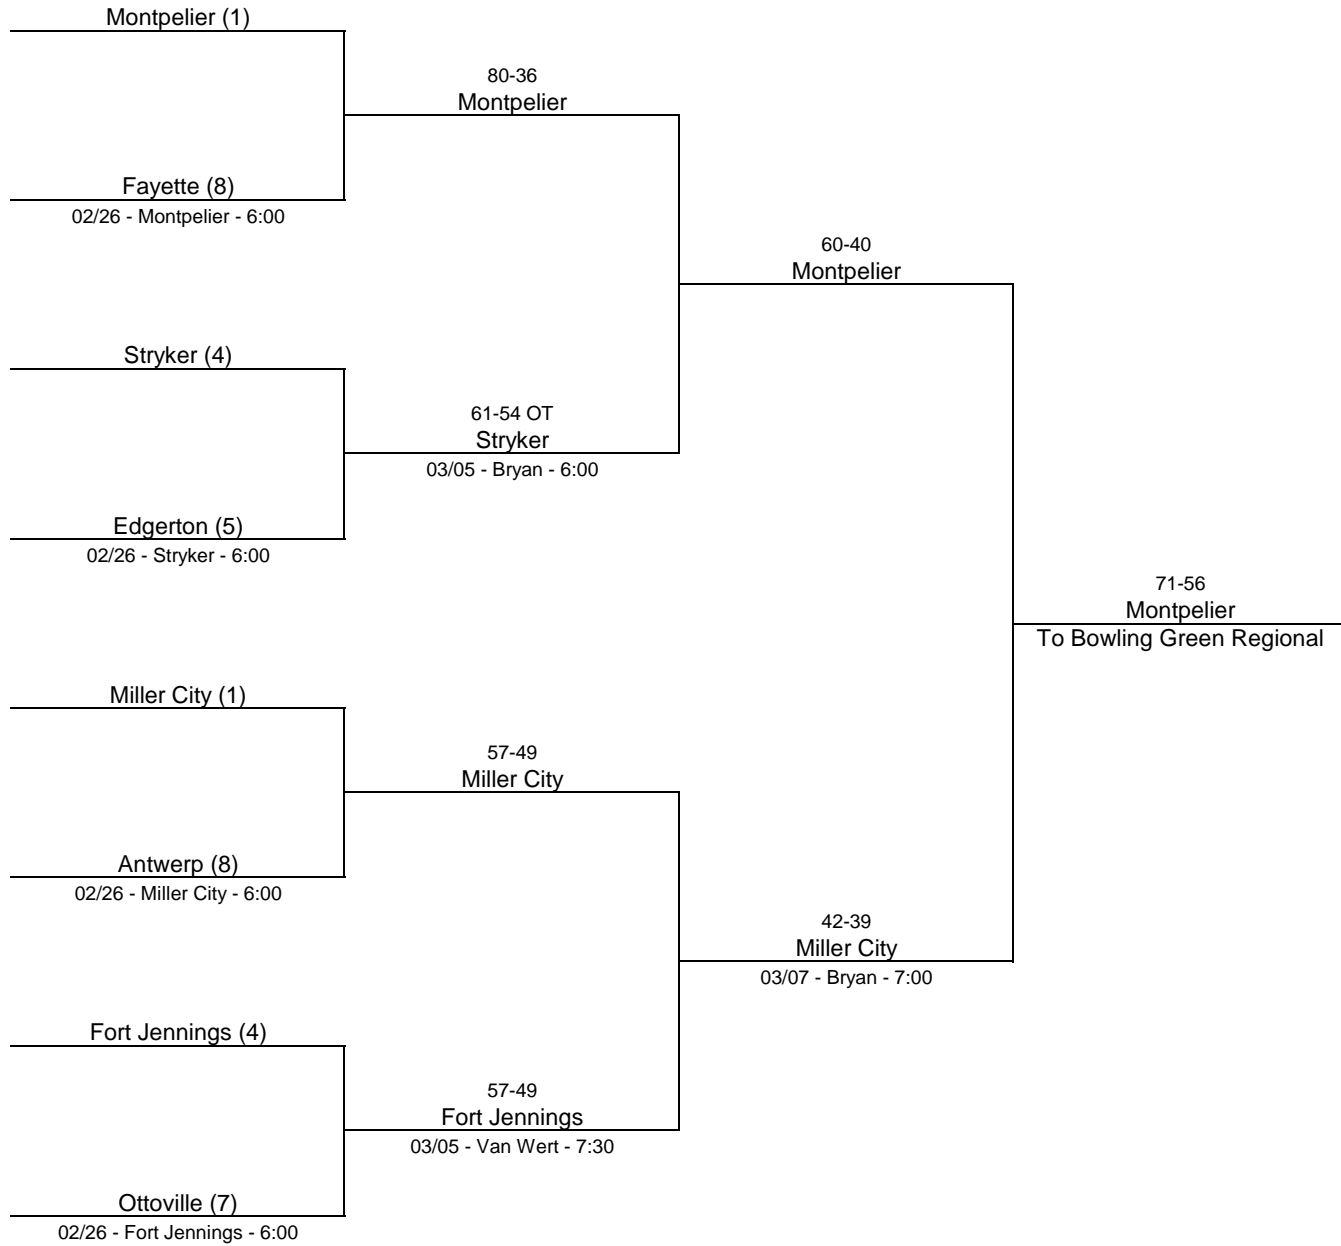 Montpelier (1)
80-36
Montpelier
Fayette (8)
02/26 - Montpelier - 6:00
60-40
Montpelier
Stryker (4)
61-54 OT
Stryker
03/05 - Bryan - 6:00
Edgerton (5)
02/26 - Stryker - 6:00
71-56
Montpelier
To Bowling Green Regional
Miller City (1)
57-49
Miller City
Antwerp (8)
02/26 - Miller City - 6:00
42-39
Miller City
03/07 - Bryan - 7:00
Fort Jennings (4)
57-49
Fort Jennings
03/05 - Van Wert - 7:30
Ottoville (7)
02/26 - Fort Jennings - 6:00